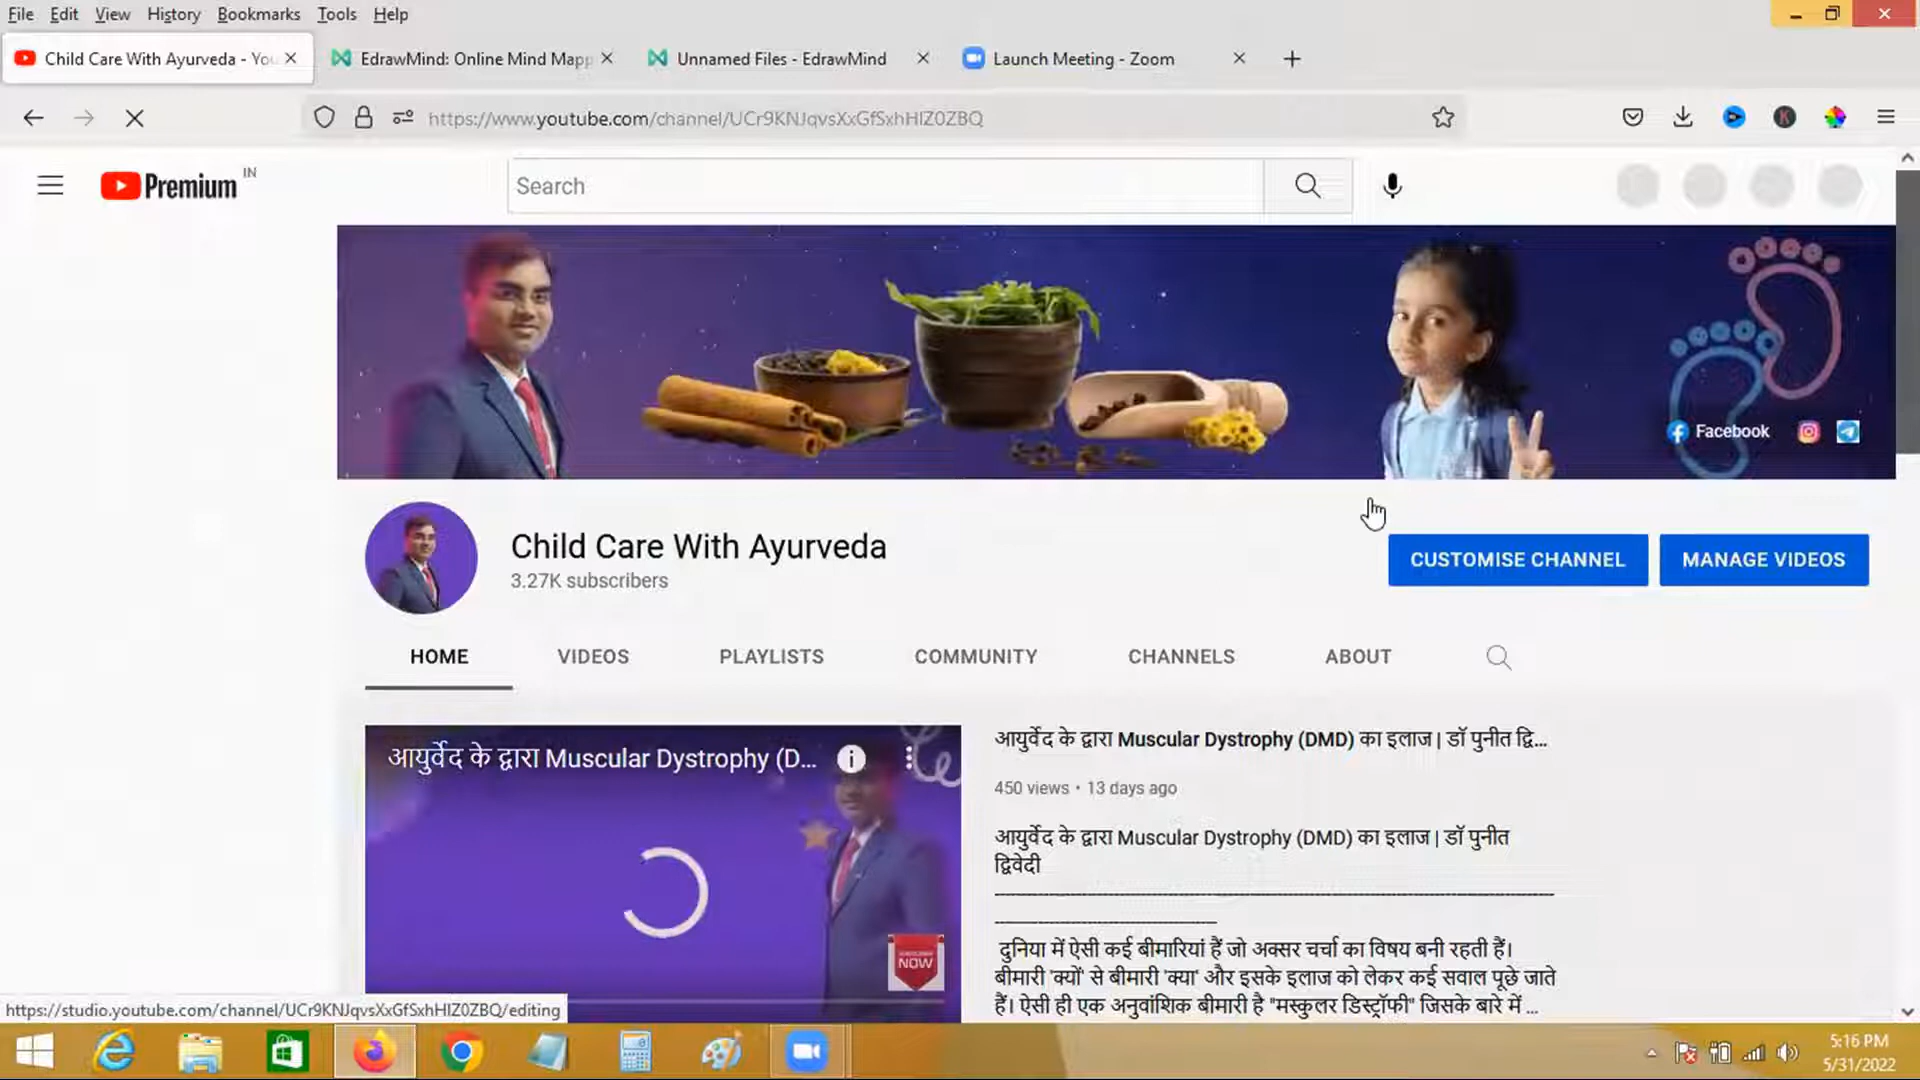 File Edit View History Bookmarks Tools Help
Child Care With Ayurveda - You
EdrawMind: Online Mind Mapp
Unnamed Files - EdrawMind
Launch Meeting - Zoom
https://www.youtube.com/channel/UCr9KNJqvsXxGfSxhHIZ0ZBQ
Premium IN
Search
Facebook
Child Care With Ayurveda
3.27K subscribers
CUSTOMISE CHANNEL
MANAGE VIDEOS
HOME VIDEOS PLAYLISTS COMMUNITY CHANNELS ABOUT
आयुर्वेद के द्वारा Muscular Dystrophy (D...
NOW
आयुर्वेद के द्वारा Muscular Dystrophy (DMD) का इलाज | डॉ पुनीत द्वि...
450 views • 13 days ago
आयुर्वेद के द्वारा Muscular Dystrophy (DMD) का इलाज | डॉ पुनीत
द्विवेदी
दुनिया में ऐसी कई बीमारियां हैं जो अक्सर चर्चा का विषय बनी रहती हैं।
बीमारी 'क्यों' से बीमारी 'क्या' और इसके इलाज को लेकर कई सवाल पूछे जाते
हैं। ऐसी ही एक अनुवांशिक बीमारी है "मस्कुलर डिस्ट्रॉफी" जिसके बारे में ...
https://studio.youtube.com/channel/UCr9KNJqvsXxGfSxhHIZ0ZBQ/editing
5:16 PM
5/31/2022